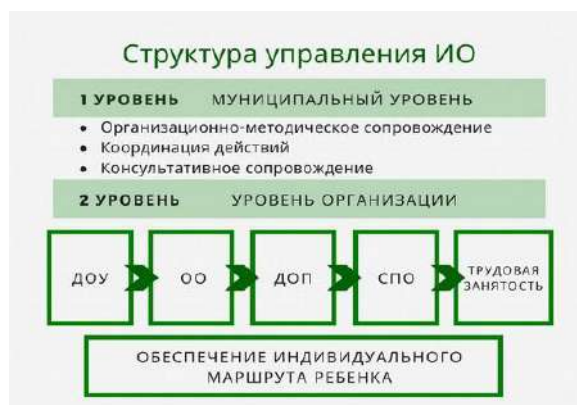 Структура управления ИО
1 УРОВЕНЬ МУНИЦИПАЛЬНЫЙ УРОВЕНЬ
• Организационно-методическое сопровождение
• Координация действий
• Консультативное сопровождение
2 УРОВЕНЬ УРОВЕНЬ ОРГАНИЗАЦИИ
ДОУ ОО ДОП СПО ТРУДОВАЯ ЗАНЯТОСТЬ
ОБЕСПЕЧЕНИЕ ИНДИВИДУАЛЬНОГО
МАРШРУТА РЕБЕНКА